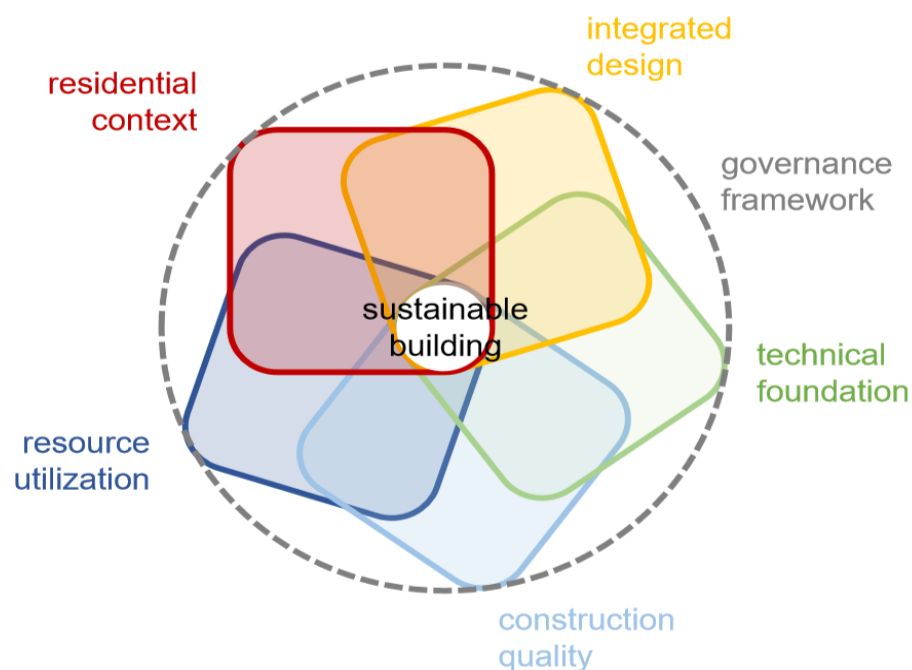 integrated
design
residential
context
governance
framework
sustainable
building
technical
foundation
resource
utilization
construction
quality